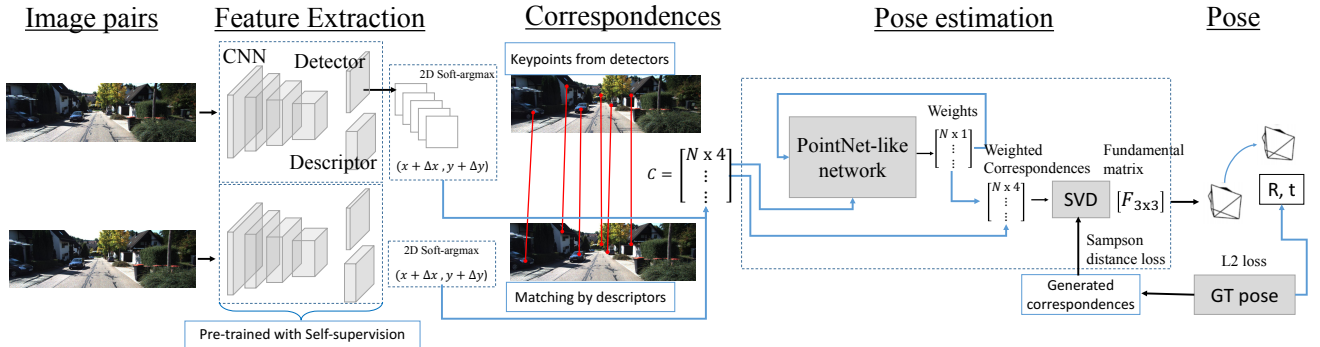 Image pairs
Feature Extraction
Correspondences
Pose estimation
Pose
CNN
Detector
Descriptor
2D Soft-argmax
(x + Δx , y + Δy)
2D Soft-argmax
(x + Δx , y + Δy)
Pre-trained with Self-supervision
Keypoints from detectors
Matching by descriptors
C = [N x 4 ⋮ ⋮]
PointNet-like
network
Weights
[N x 1 ⋮ ⋮]
Weighted
Correspondences
[N x 4 ⋮ ⋮]
SVD
Fundamental
matrix
[F3x3]
Sampson
distance loss
Generated
correspondences
R, t
L2 loss
GT pose